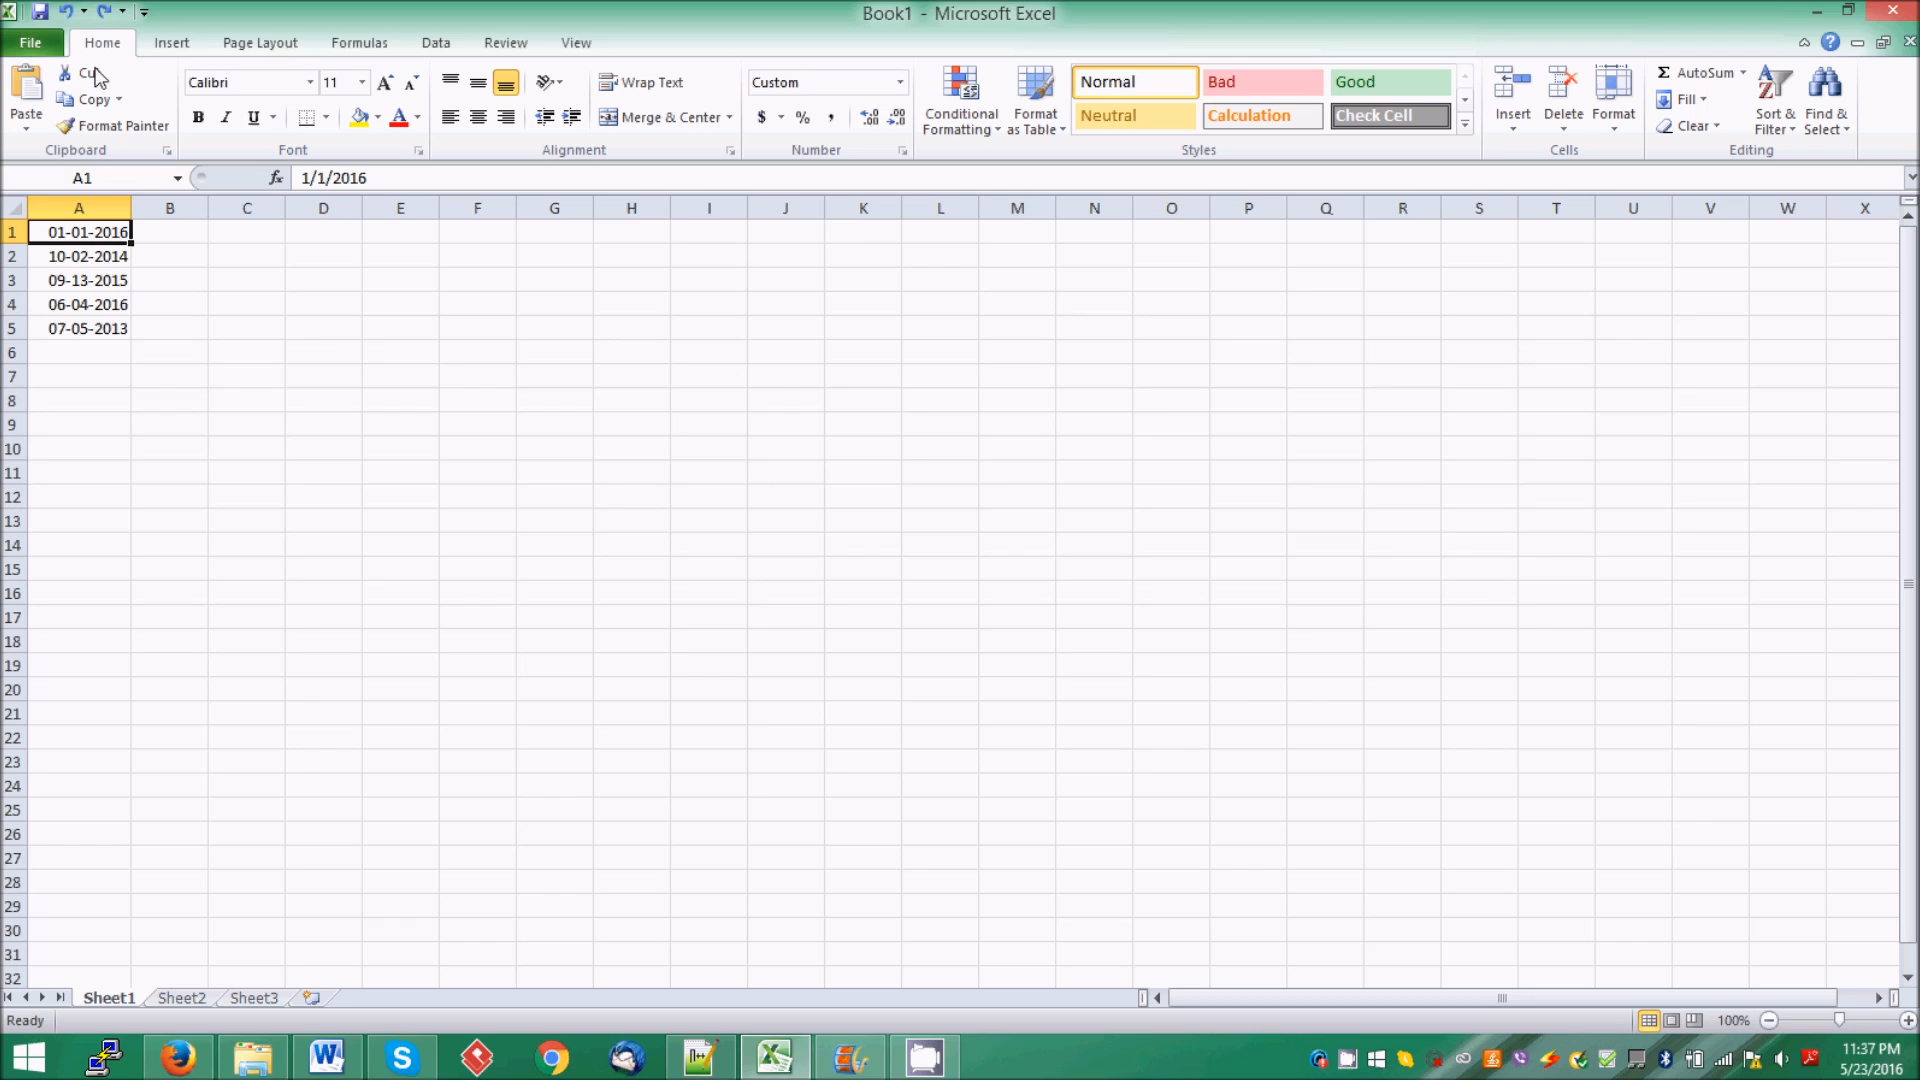 Book1 - Microsoft Excel
File Home Insert Page Layout Formulas Data Review View
Paste
Copy
Format Painter
Clipboard
Calibri 11
B I U A
Font
Wrap Text
Merge & Center
Alignment
Custom
$ % ,
Number
Conditional Formatting
Format as Table
Normal Bad Good
Neutral Calculation Check Cell
Styles
Insert Delete Format
Cells
Σ AutoSum
Fill
Clear
Sort & Filter
Find & Select
Editing
A1 fx 1/1/2016
A B C D E F G H I J K L M N O P Q R S T U V W X
1 01-01-2016
2 10-02-2014
3 09-13-2015
4 06-04-2016
5 07-05-2013
6
7
8
9
10
11
12
13
14
15
16
17
18
19
20
21
22
23
24
25
26
27
28
29
30
31
32
Sheet1 Sheet2 Sheet3
Ready 100%
11:37 PM
5/23/2016